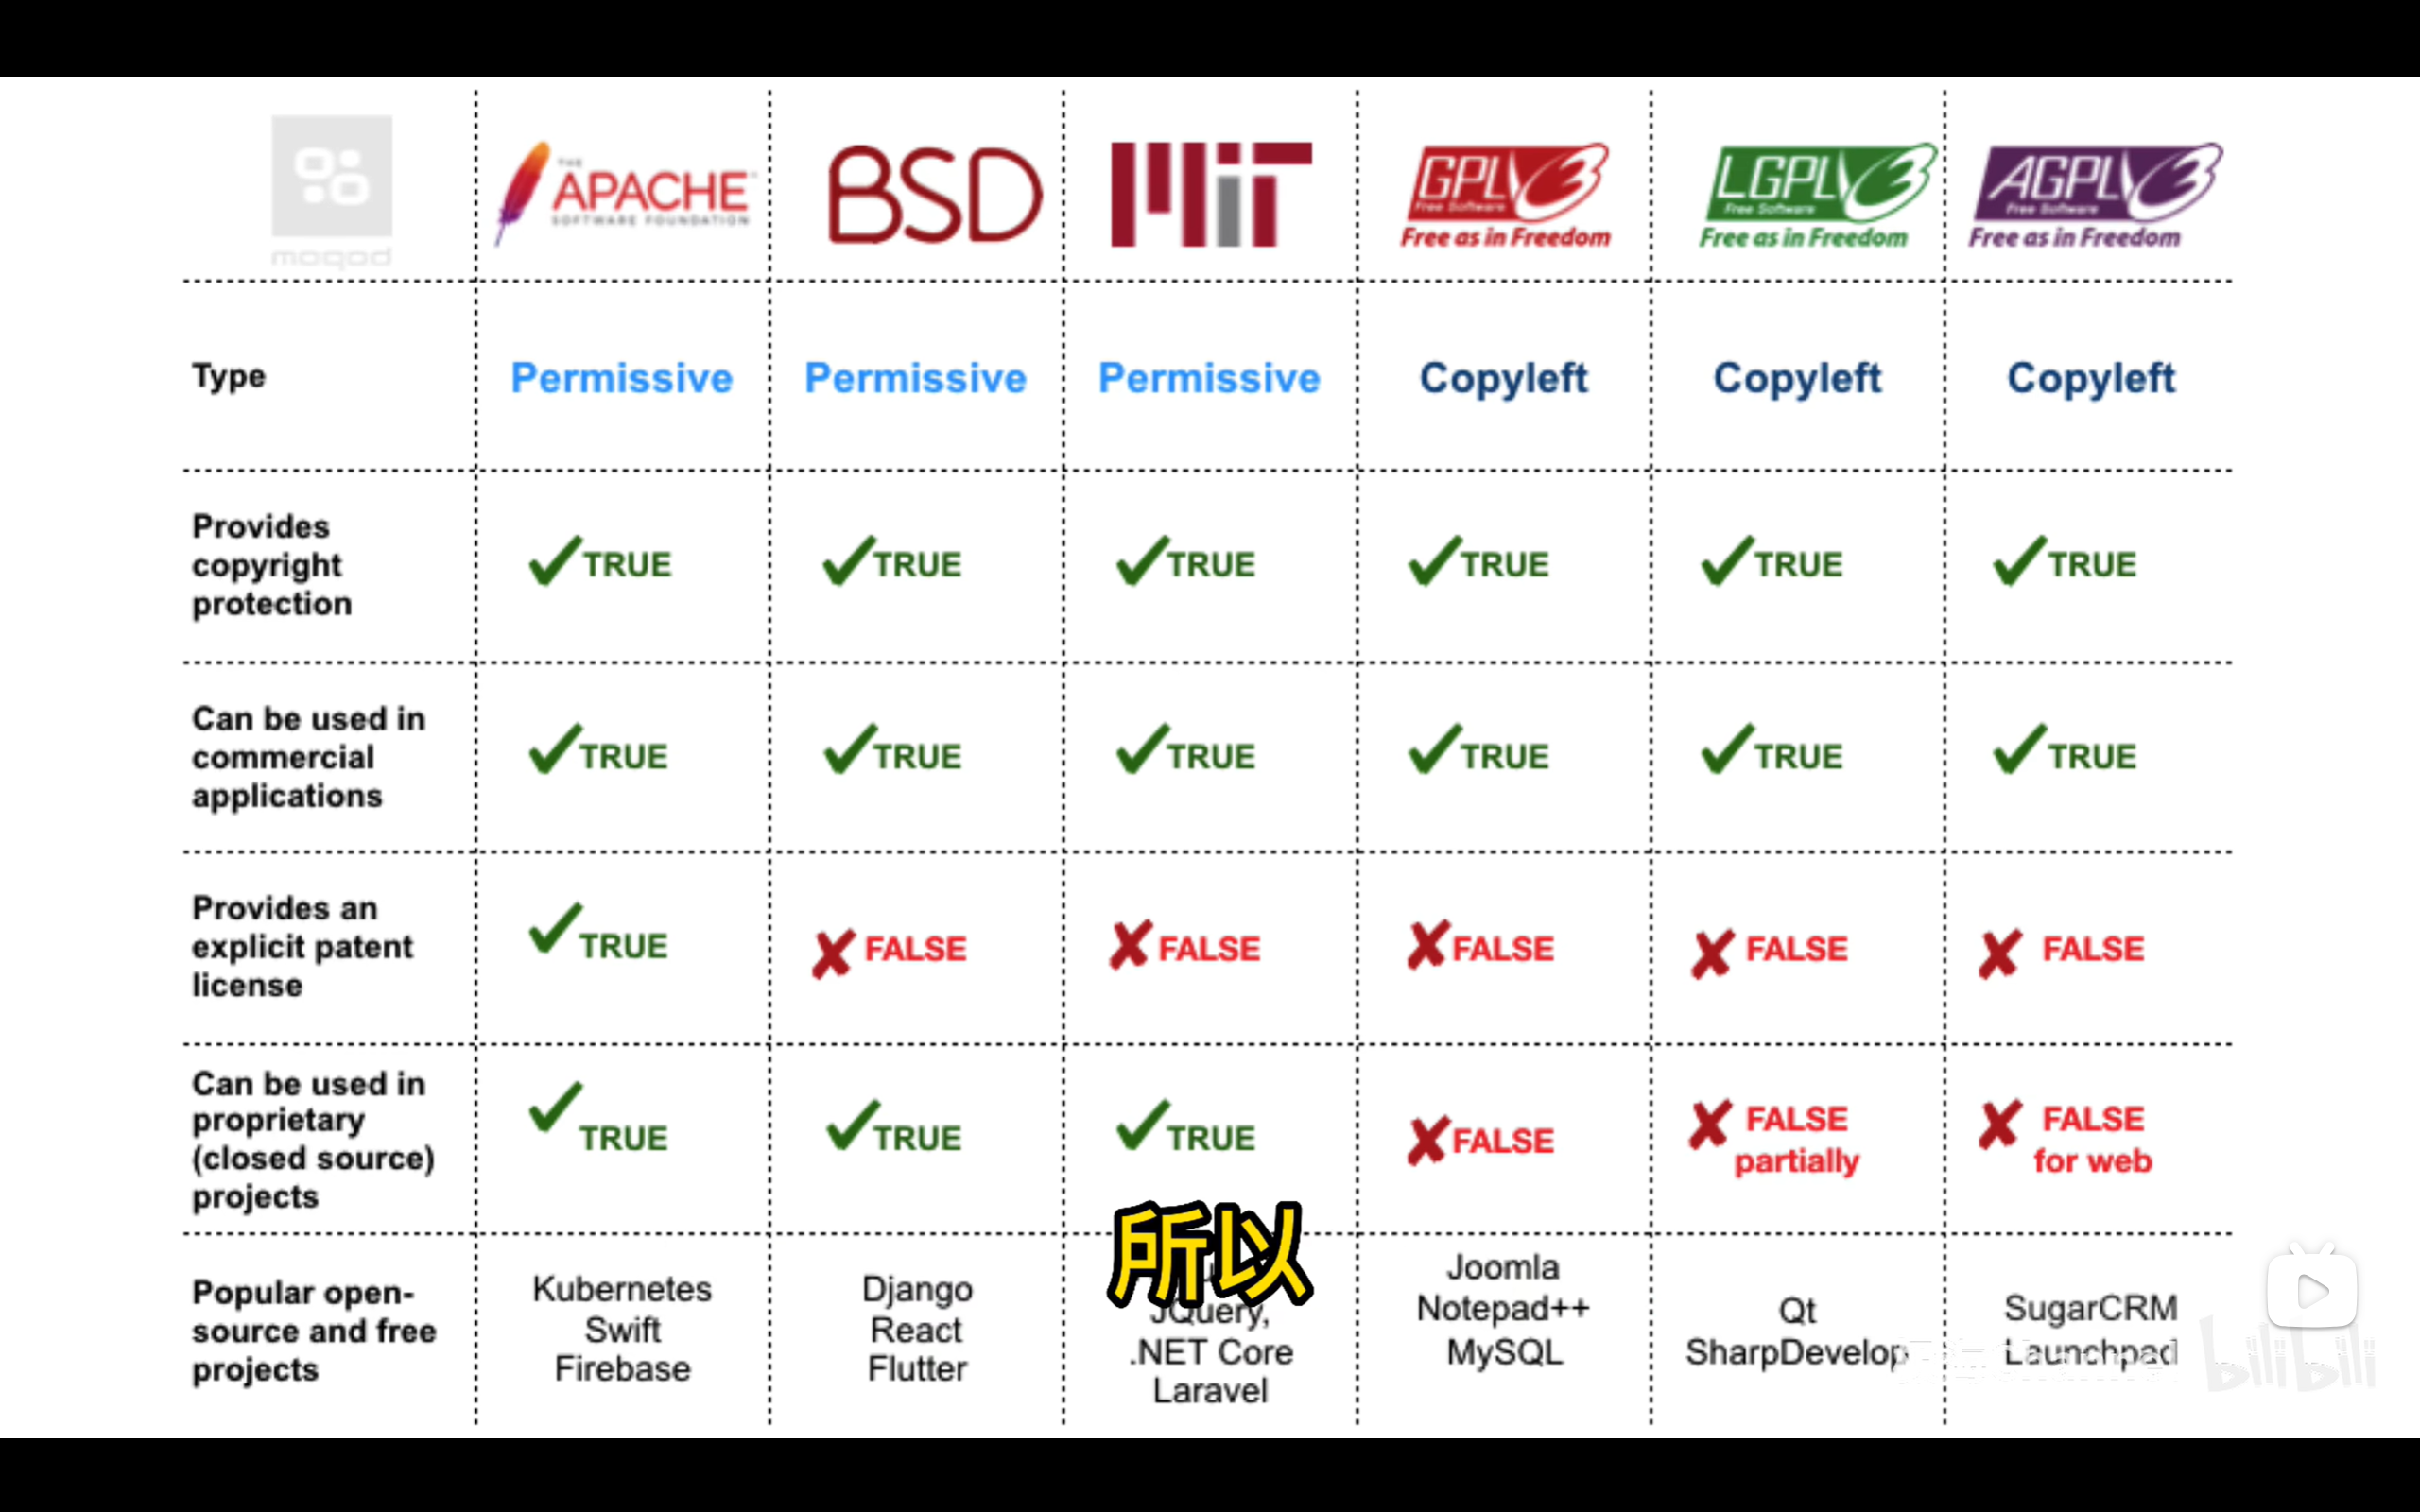 moqod
THE
APACHE
SOFTWARE FOUNDATION
BSD
MiT
GPLV3
Free Software
Free as in Freedom
LGPLV3
Free Software
Free as in Freedom
AGPLV3
Free Software
Free as in Freedom
Type
Permissive
Permissive
Permissive
Copyleft
Copyleft
Copyleft
Provides
copyright
protection
TRUE
TRUE
TRUE
TRUE
TRUE
TRUE
Can be used in
commercial
applications
TRUE
TRUE
TRUE
TRUE
TRUE
TRUE
Provides an
explicit patent
license
TRUE
FALSE
FALSE
FALSE
FALSE
FALSE
Can be used in
proprietary
(closed source)
projects
TRUE
TRUE
TRUE
FALSE
FALSE
partially
FALSE
for web
所以
Popular open-
source and free
projects
Kubernetes
Swift
Firebase
Django
React
Flutter
JQuery,
.NET Core
Laravel
Joomla
Notepad++
MySQL
Qt
SharpDevelop
SugarCRM
Launchpad
bilibili